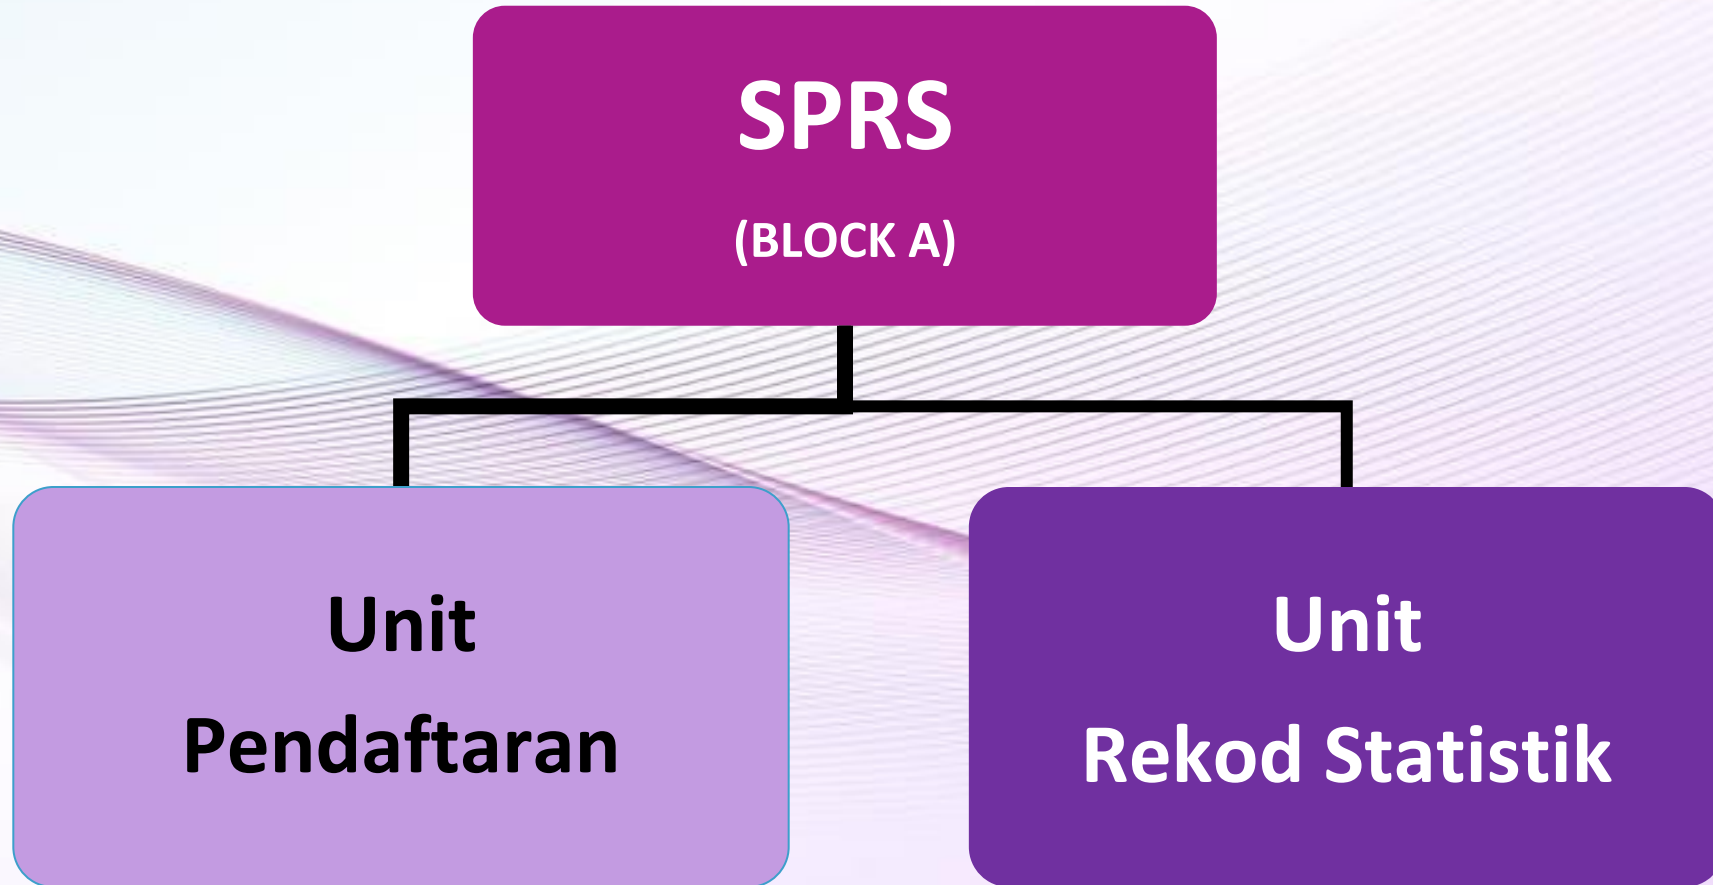 SPRS
(BLOCK A)
Unit
Pendaftaran
Unit
Rekod Statistik